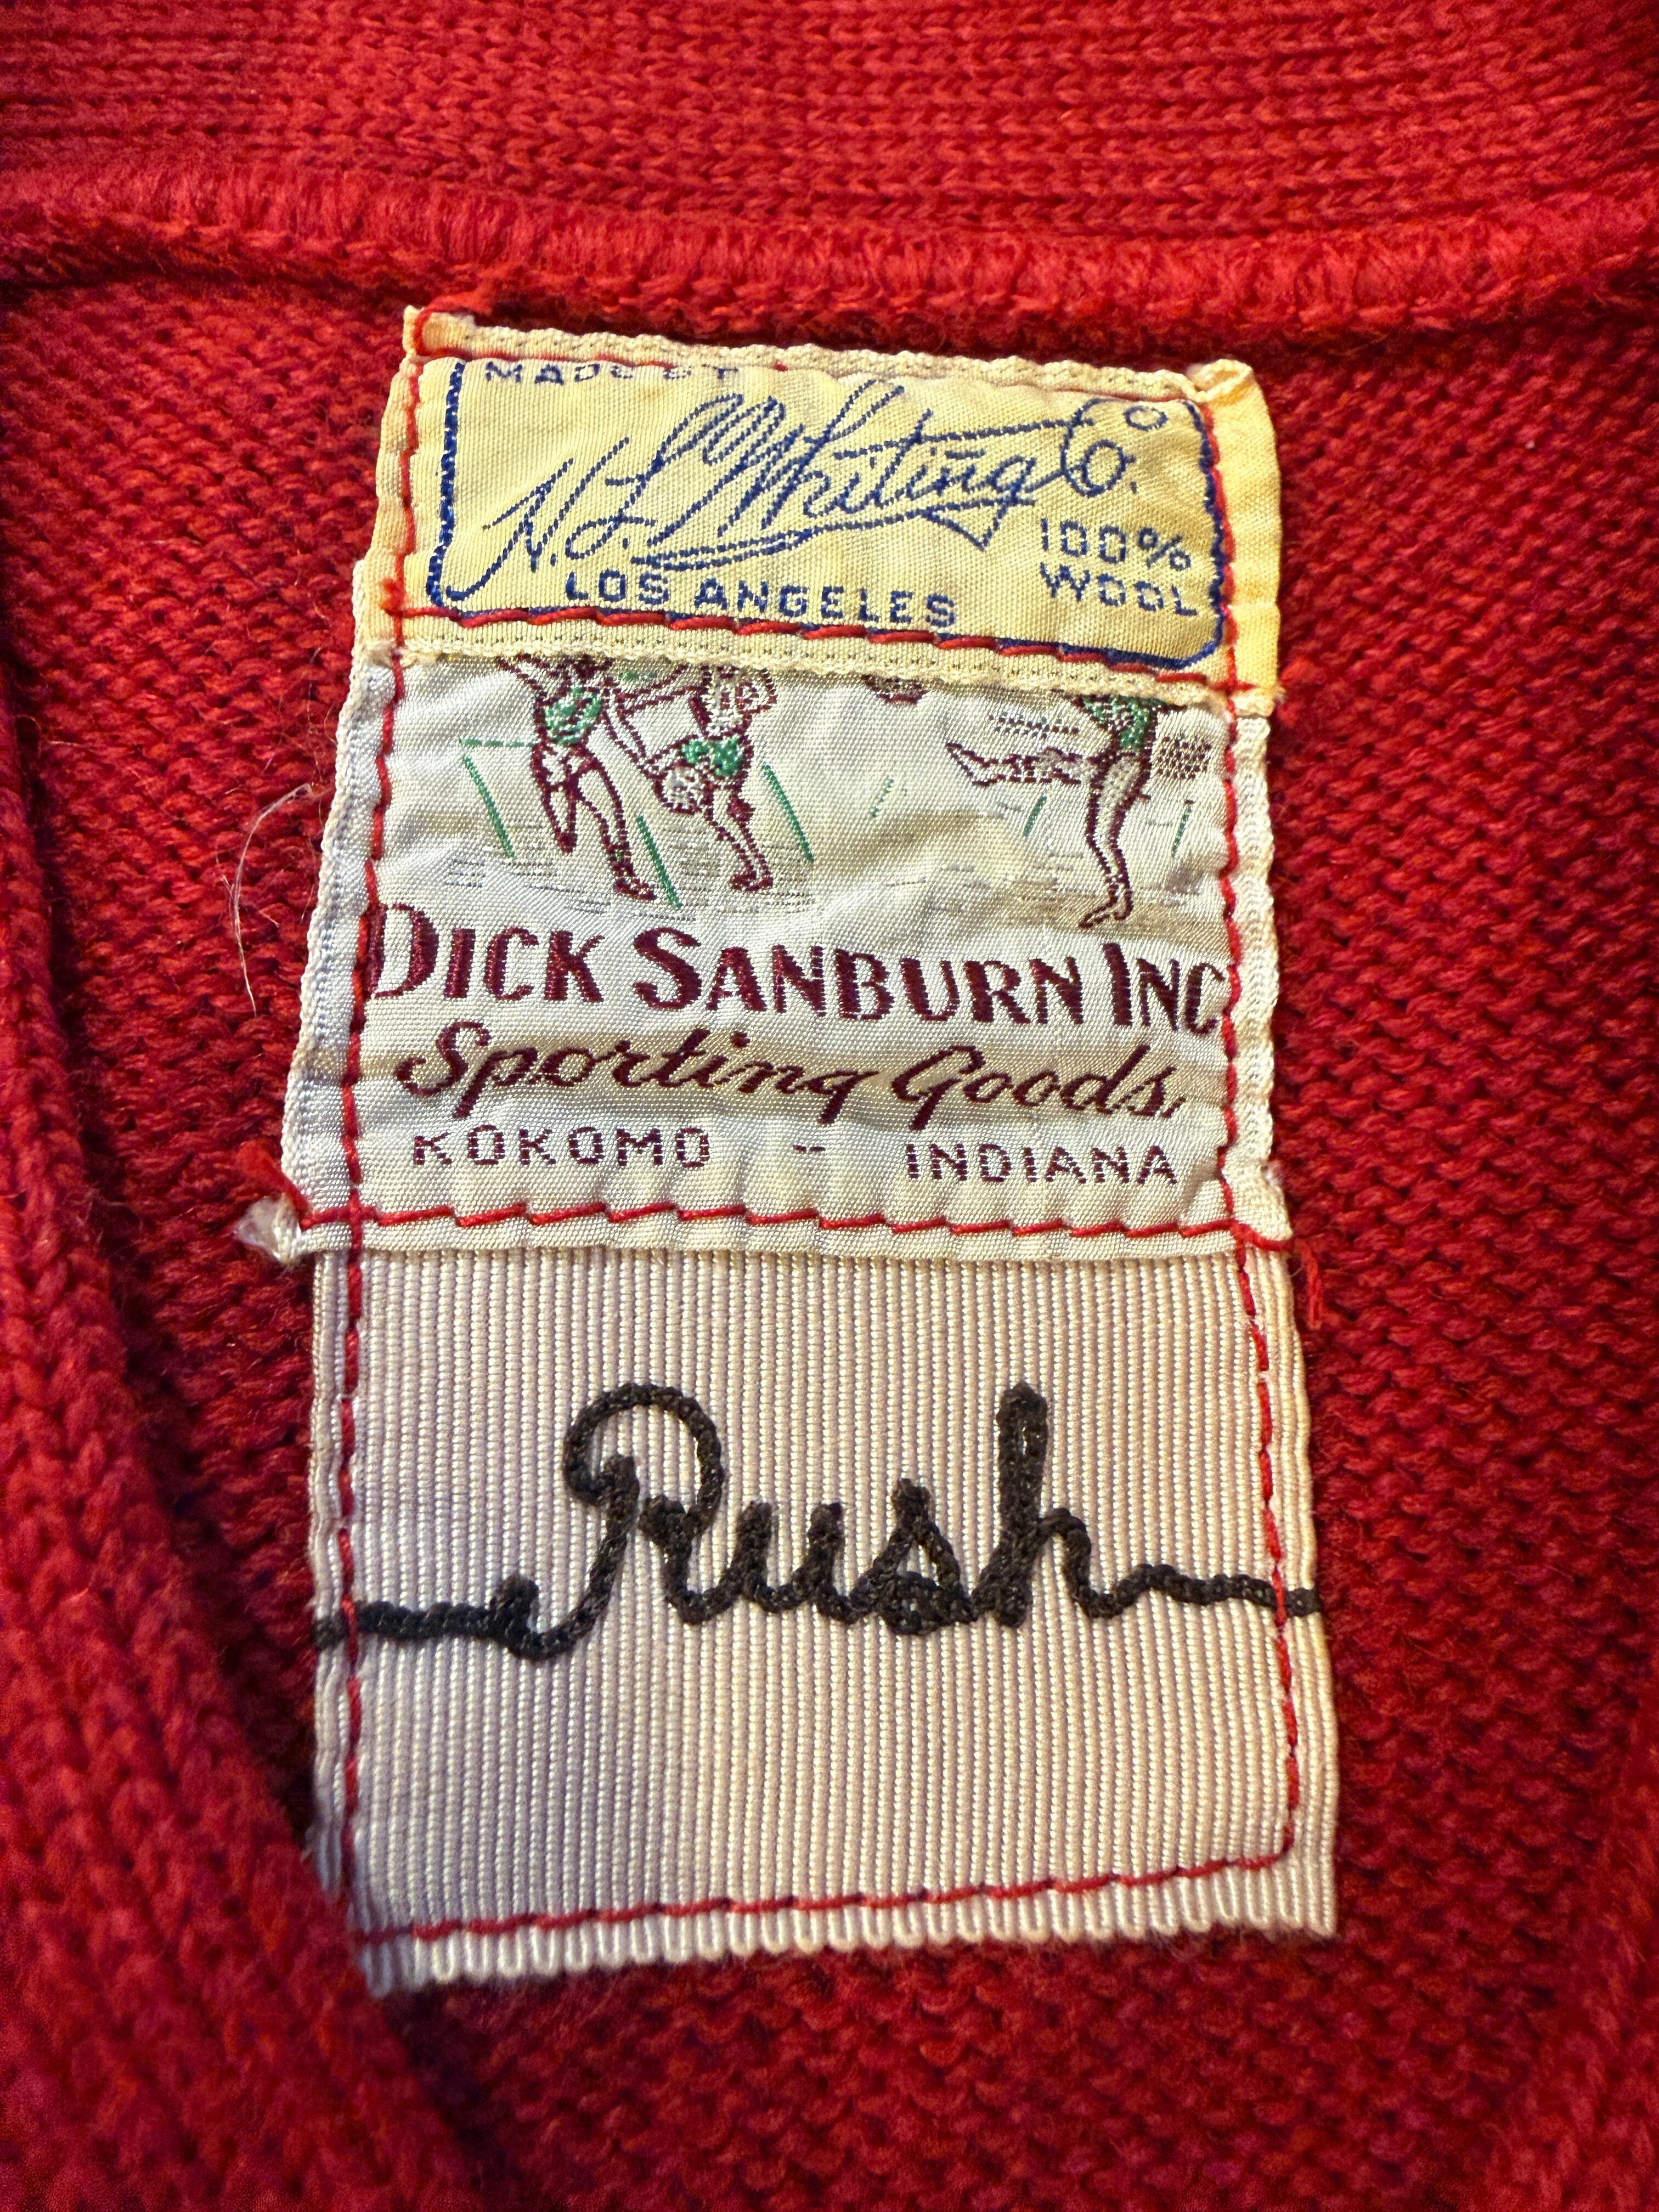 MADE BY
N.J. Whiting Co.
100%
WOOL
LOS ANGELES
DICK SANBURN INC
Sporting Goods,
KOKOMO - INDIANA
Rush